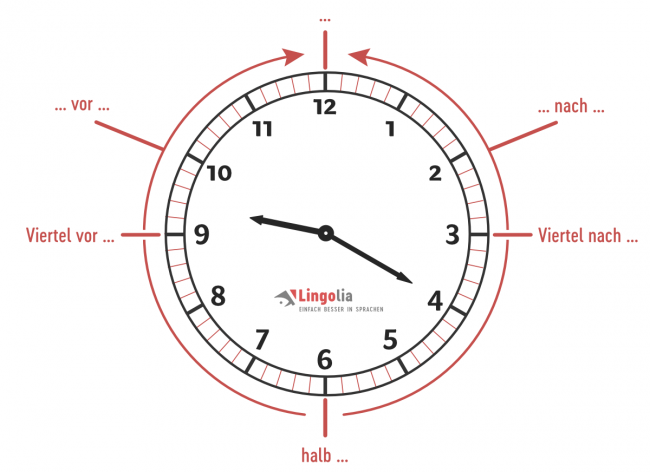 ...
... vor ...
... nach ...
12
11
1
10
2
Viertel vor ...
9
3
Viertel nach ...
8
4
Lingolia
EINFACH BESSER IN SPRACHEN
7
5
6
halb ...